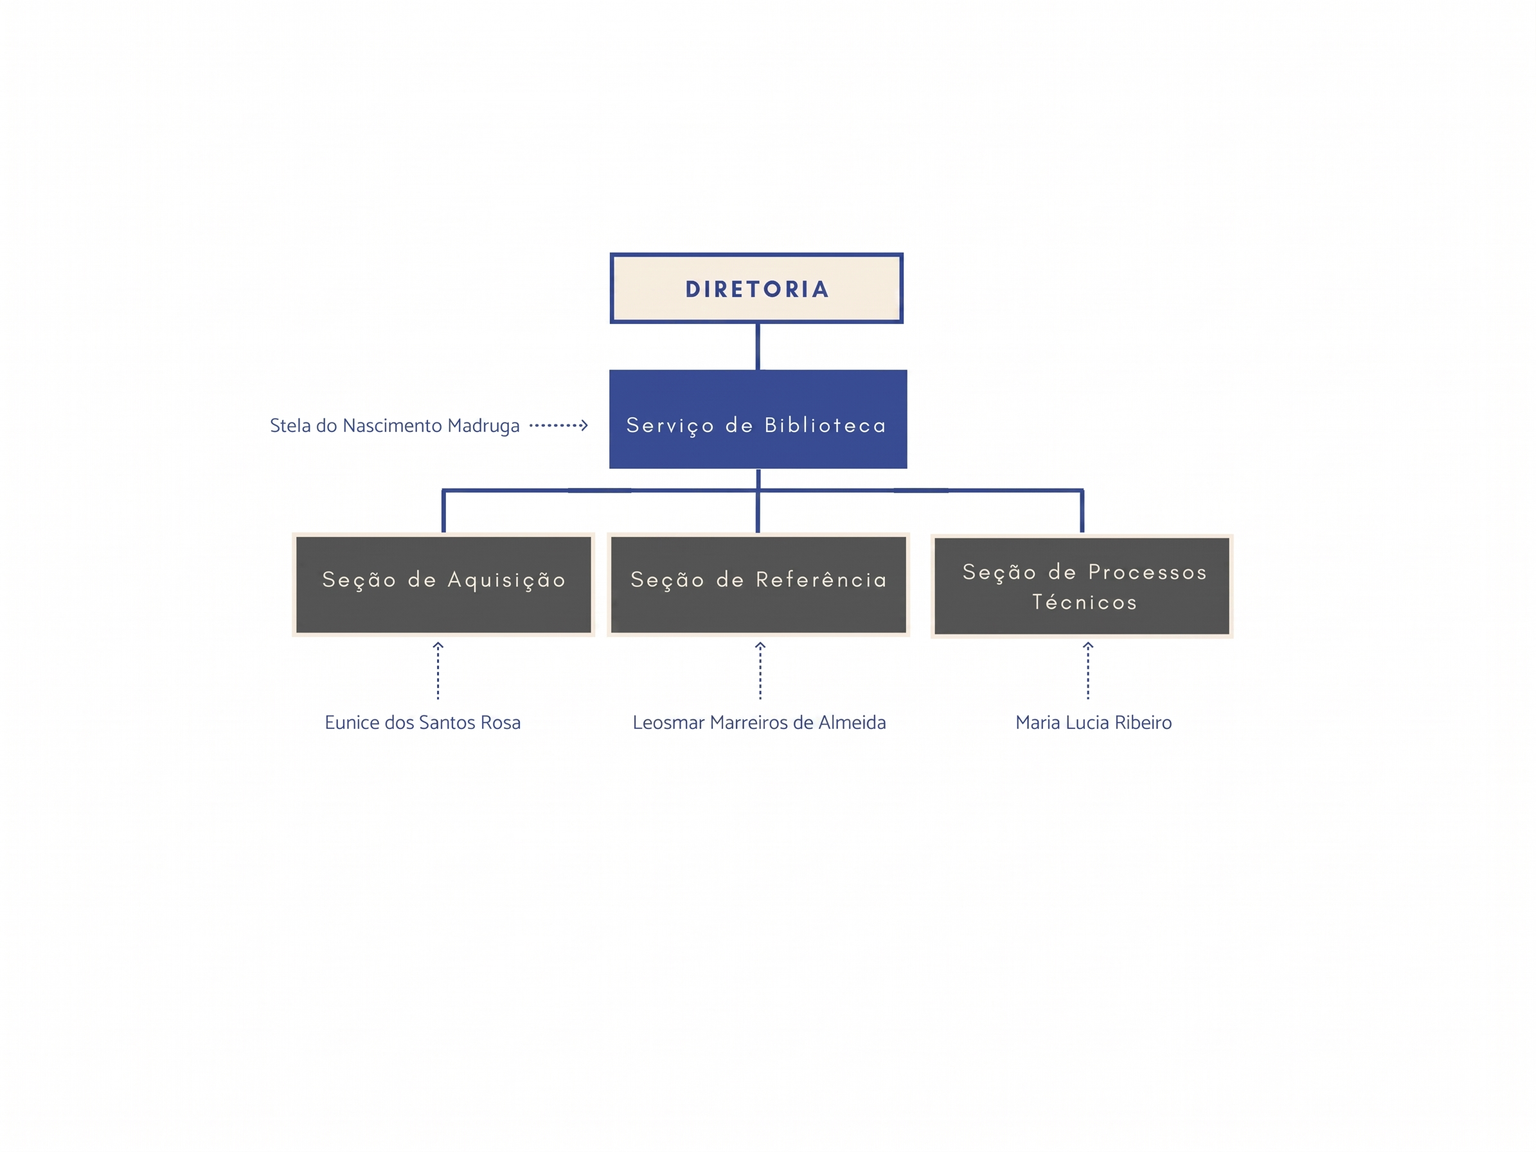 DIRETORIA
Stela do Nascimento Madruga
Serviço de Biblioteca
Seção de Aquisição
Seção de Referência
Seção de Processos
Técnicos
Eunice dos Santos Rosa
Leosmar Marreiros de Almeida
Maria Lucia Ribeiro